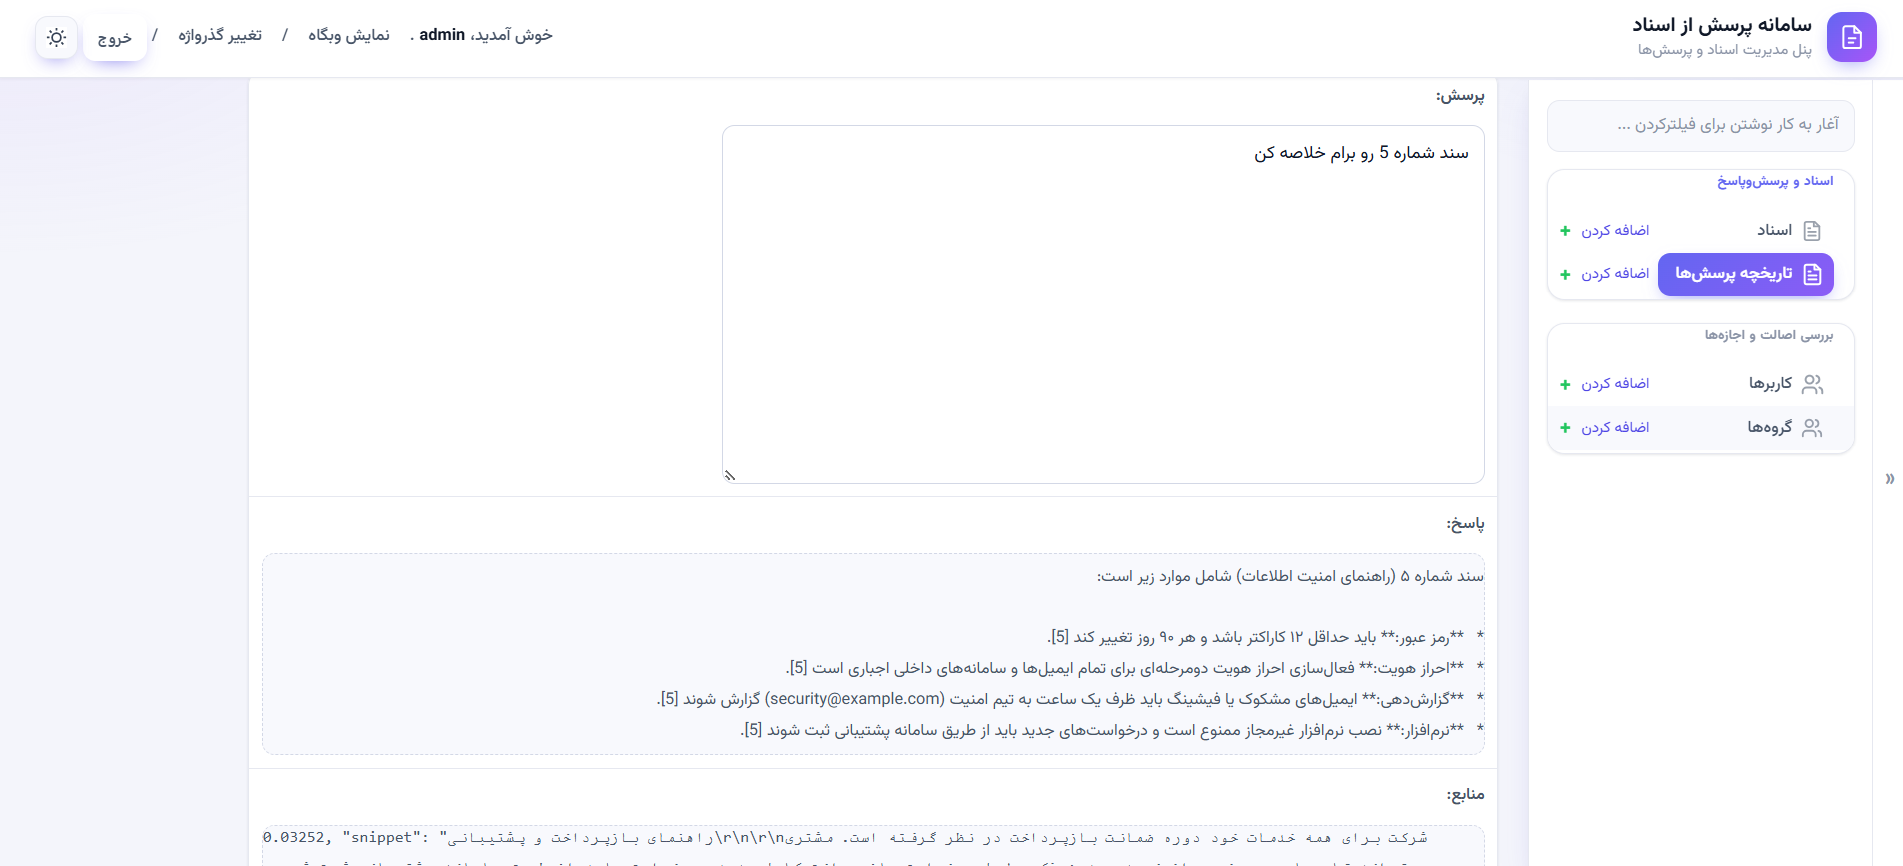 سامانه پرسش از اسناد
پنل مدیریت اسناد و پرسش‌ها
خوش آمدید، admin .
نمایش وبگاه
/
تغییر گذرواژه
/
خروج
آغاز به کار نوشتن برای فیلترکردن ...
اسناد و پرسش‌وپاسخ
اسناد
اضافه کردن +
تاریخچه پرسش‌ها
اضافه کردن +
بررسی اصالت و اجازه‌ها
کاربرها
اضافه کردن +
گروه‌ها
اضافه کردن +
»
پرسش:
سند شماره 5 رو برام خلاصه کن
پاسخ:
سند شماره ۵ (راهنمای امنیت اطلاعات) شامل موارد زیر است:
* **رمز عبور:** باید حداقل ۱۲ کاراکتر باشد و هر ۹۰ روز تغییر کند [5].
* **احراز هویت:** فعال‌سازی احراز هویت دومرحله‌ای برای تمام ایمیل‌ها و سامانه‌های داخلی اجباری است [5].
* **گزارش‌دهی:** ایمیل‌های مشکوک یا فیشینگ باید ظرف یک ساعت به تیم امنیت (security@example.com) گزارش شوند [5].
* **نرم‌افزار:** نصب نرم‌افزار غیرمجاز ممنوع است و درخواست‌های جدید باید از طریق سامانه پشتیبانی ثبت شوند [5].
منابع:
0.03252, "snippet": "راهنمای بازپرداخت و پشتیبانی\r\n\r\nشرکت برای همه خدمات خود دوره ضمانت بازپرداخت در نظر گرفته است. مشتری